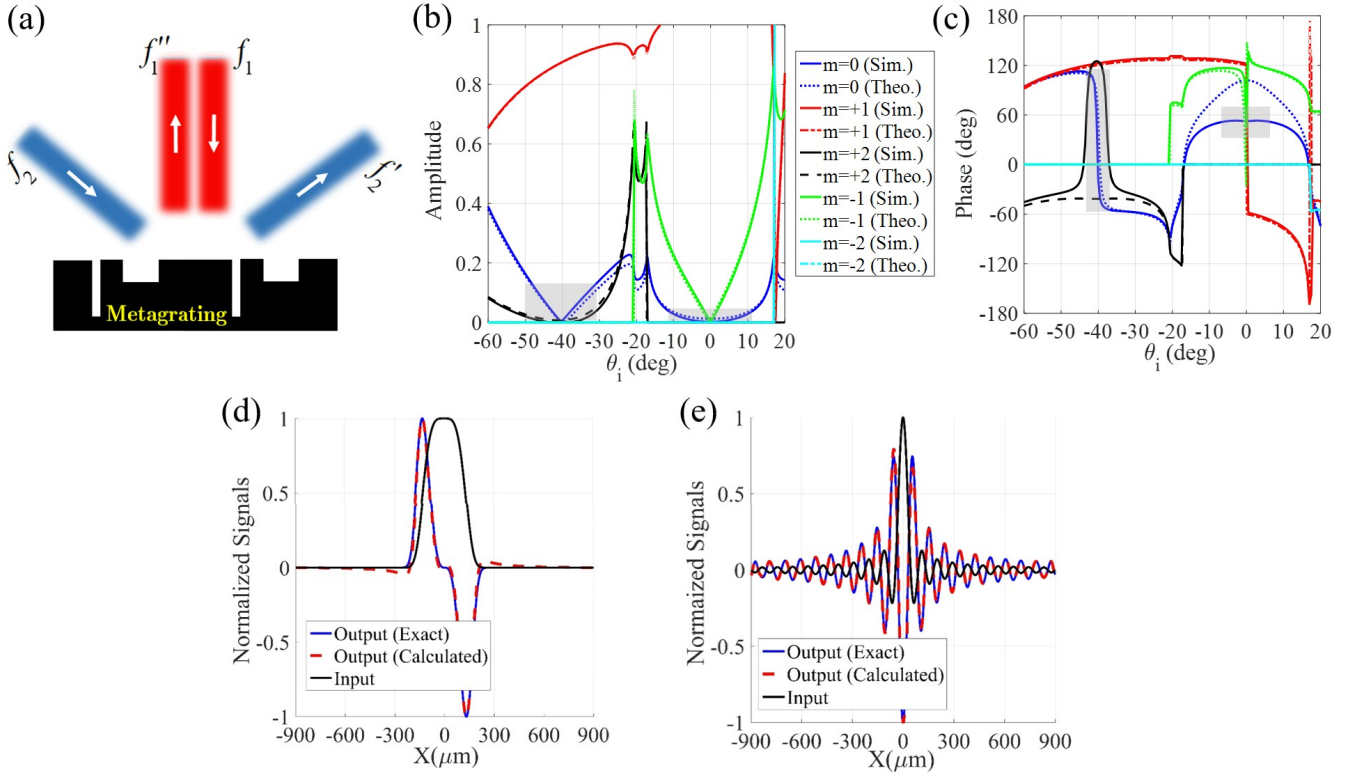 (a)
f₁″ f₁
f₂ f₂′
Metagrating
(b)
Amplitude
1
0.8
0.6
0.4
0.2
0
-60 -50 -40 -30 -20 -10 0 10 20
θi (deg)
m=0 (Sim.)
m=0 (Theo.)
m=+1 (Sim.)
m=+1 (Theo.)
m=+2 (Sim.)
m=+2 (Theo.)
m=-1 (Sim.)
m=-1 (Theo.)
m=-2 (Sim.)
m=-2 (Theo.)
(c)
Phase (deg)
180
120
60
0
-60
-120
-180
-60 -50 -40 -30 -20 -10 0 10 20
θi (deg)
(d)
Normalized Signals
1
0.5
0
-0.5
-1
Output (Exact)
Output (Calculated)
Input
-900 -600 -300 0 300 600 900
X(μm)
(e)
Normaized Signals
1
0.5
0
-0.5
-1
Output (Exact)
Output (Calculated)
Input
-900 -600 -300 0 300 600 900
X(μm)